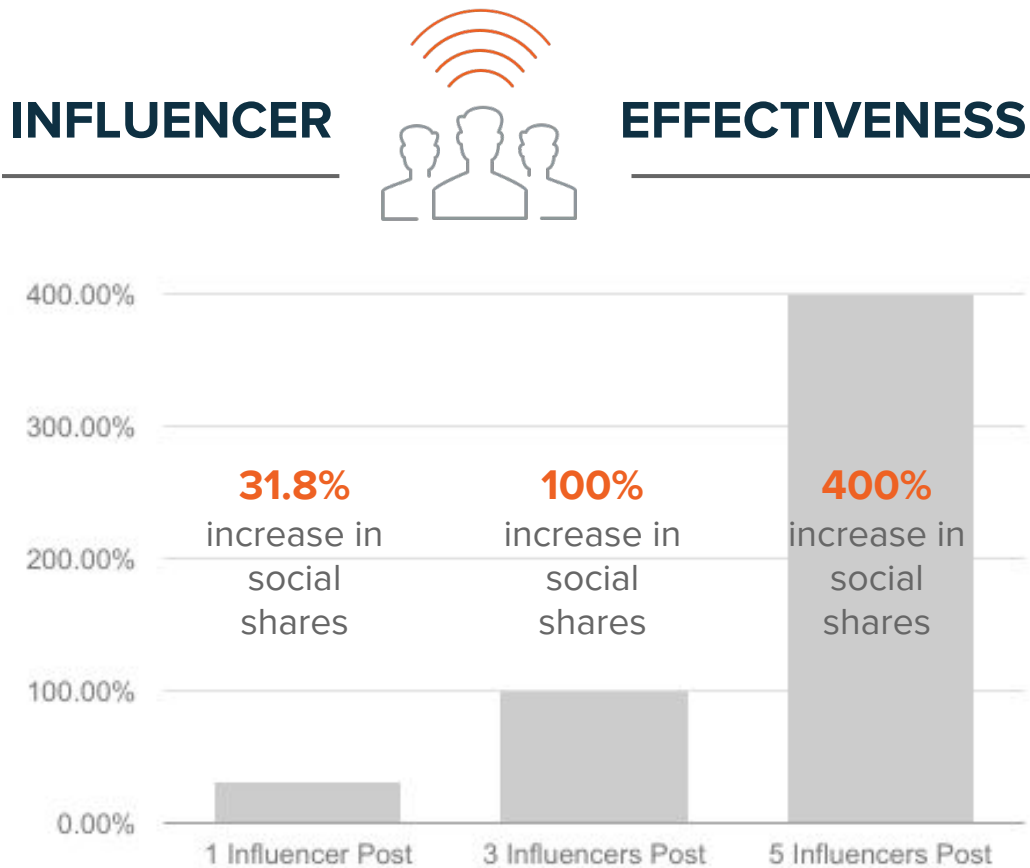 INFLUENCER EFFECTIVENESS
400.00%
300.00%
31.8% 100% 400%
increase in increase in increase in
200.00%
social social social
shares shares shares
100.00%
0.00%
1 Influencer Post 3 Influencers Post 5 Influencers Post